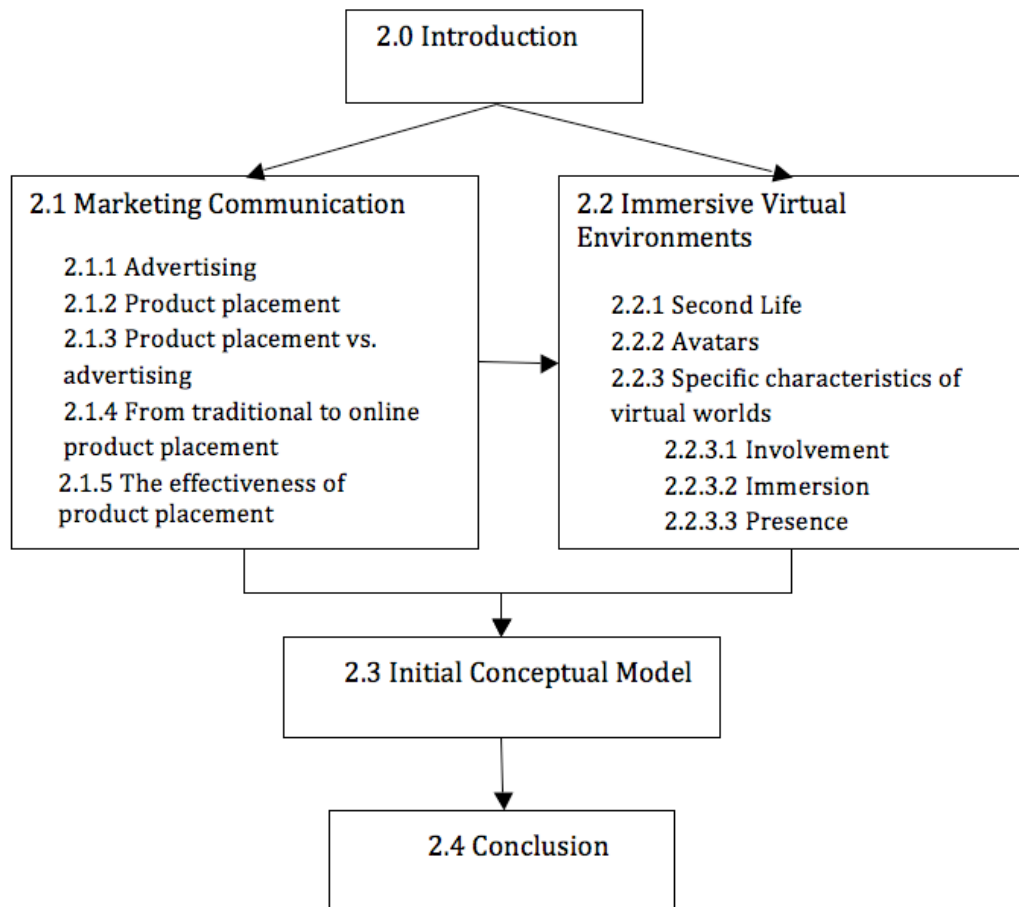 2.0 Introduction
2.1 Marketing Communication
2.1.1 Advertising
2.1.2 Product placement
2.1.3 Product placement vs.
advertising
2.1.4 From traditional to online
product placement
2.1.5 The effectiveness of
product placement
2.2 Immersive Virtual
Environments
2.2.1 Second Life
2.2.2 Avatars
2.2.3 Specific characteristics of
virtual worlds
2.2.3.1 Involvement
2.2.3.2 Immersion
2.2.3.3 Presence
2.3 Initial Conceptual Model
2.4 Conclusion